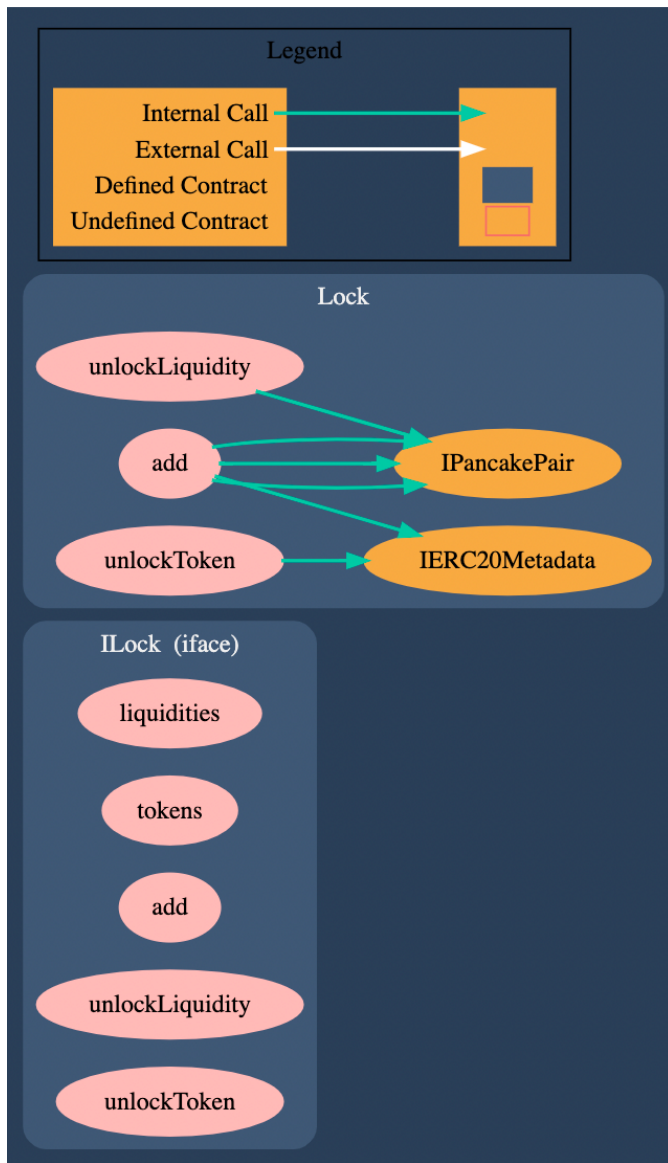 Legend
Internal Call
External Call
Defined Contract
Undefined Contract
Lock
unlockLiquidity
add
IPancakePair
unlockToken
IERC20Metadata
ILock (iface)
liquidities
tokens
add
unlockLiquidity
unlockToken